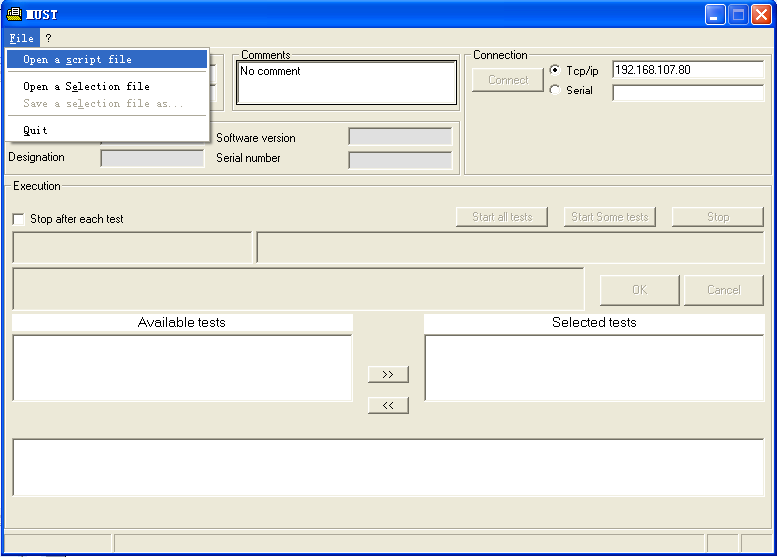 MUST
File ?
Open a script file
Open a Selection file
Save a selection file as...
Quit
Comments
No comment
Connection
Connect
Tcp/ip
192.168.107.80
Serial
Software version
Designation
Serial number
Execution
Stop after each test
Start all tests
Start Some tests
Stop
OK
Cancel
Available tests
Selected tests
>>
<<